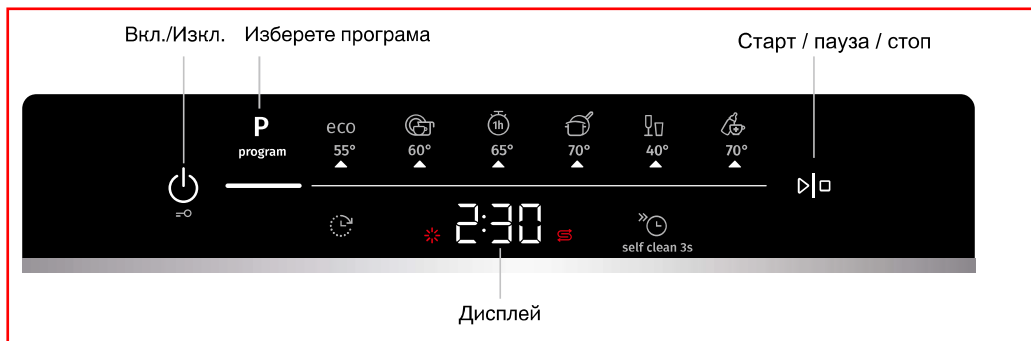 Вкл./Изкл. Изберете програма
Старт / пауза / стоп
P
program
eco
1h
55° 60° 65° 70° 40° 70°
2:30
self clean 3s
Дисплей